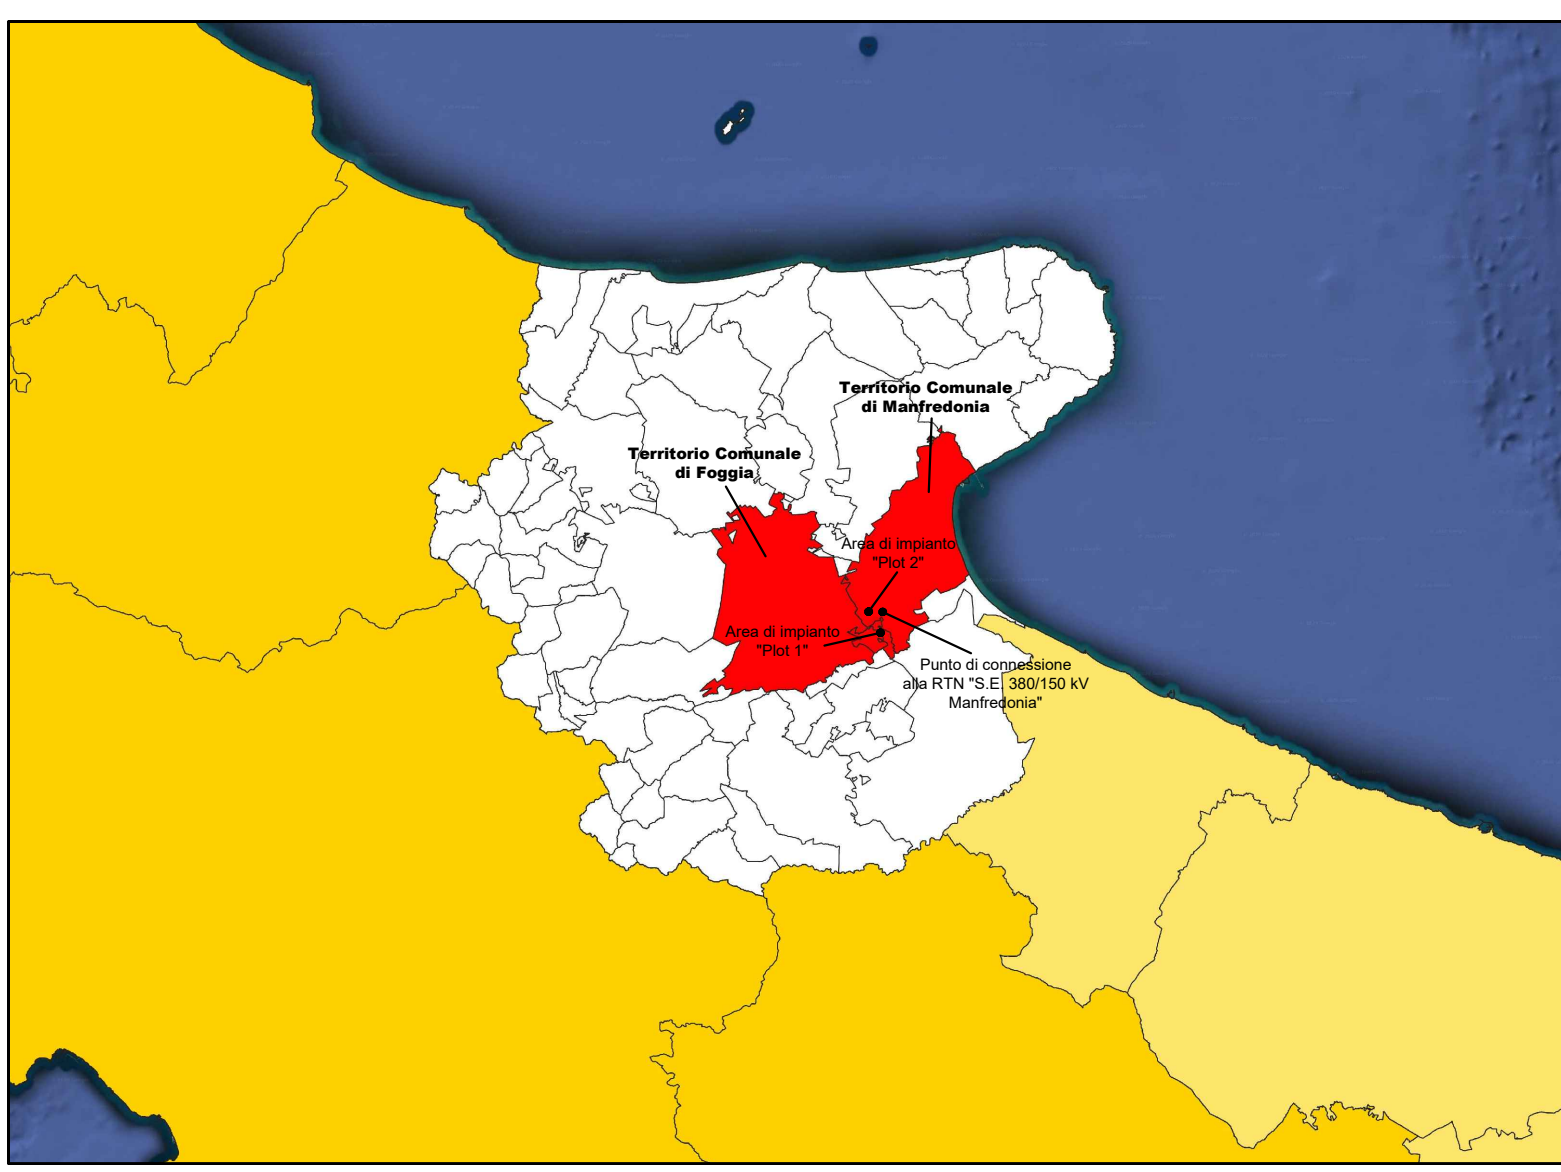 Territorio Comunale
di Manfredonia
Territorio Comunale
di Foggia
Area di impianto
"Plot 2"
Area di impianto
"Plot 1"
Punto di connessione
alla RTN "S.E. 380/150 kV
Manfredonia"